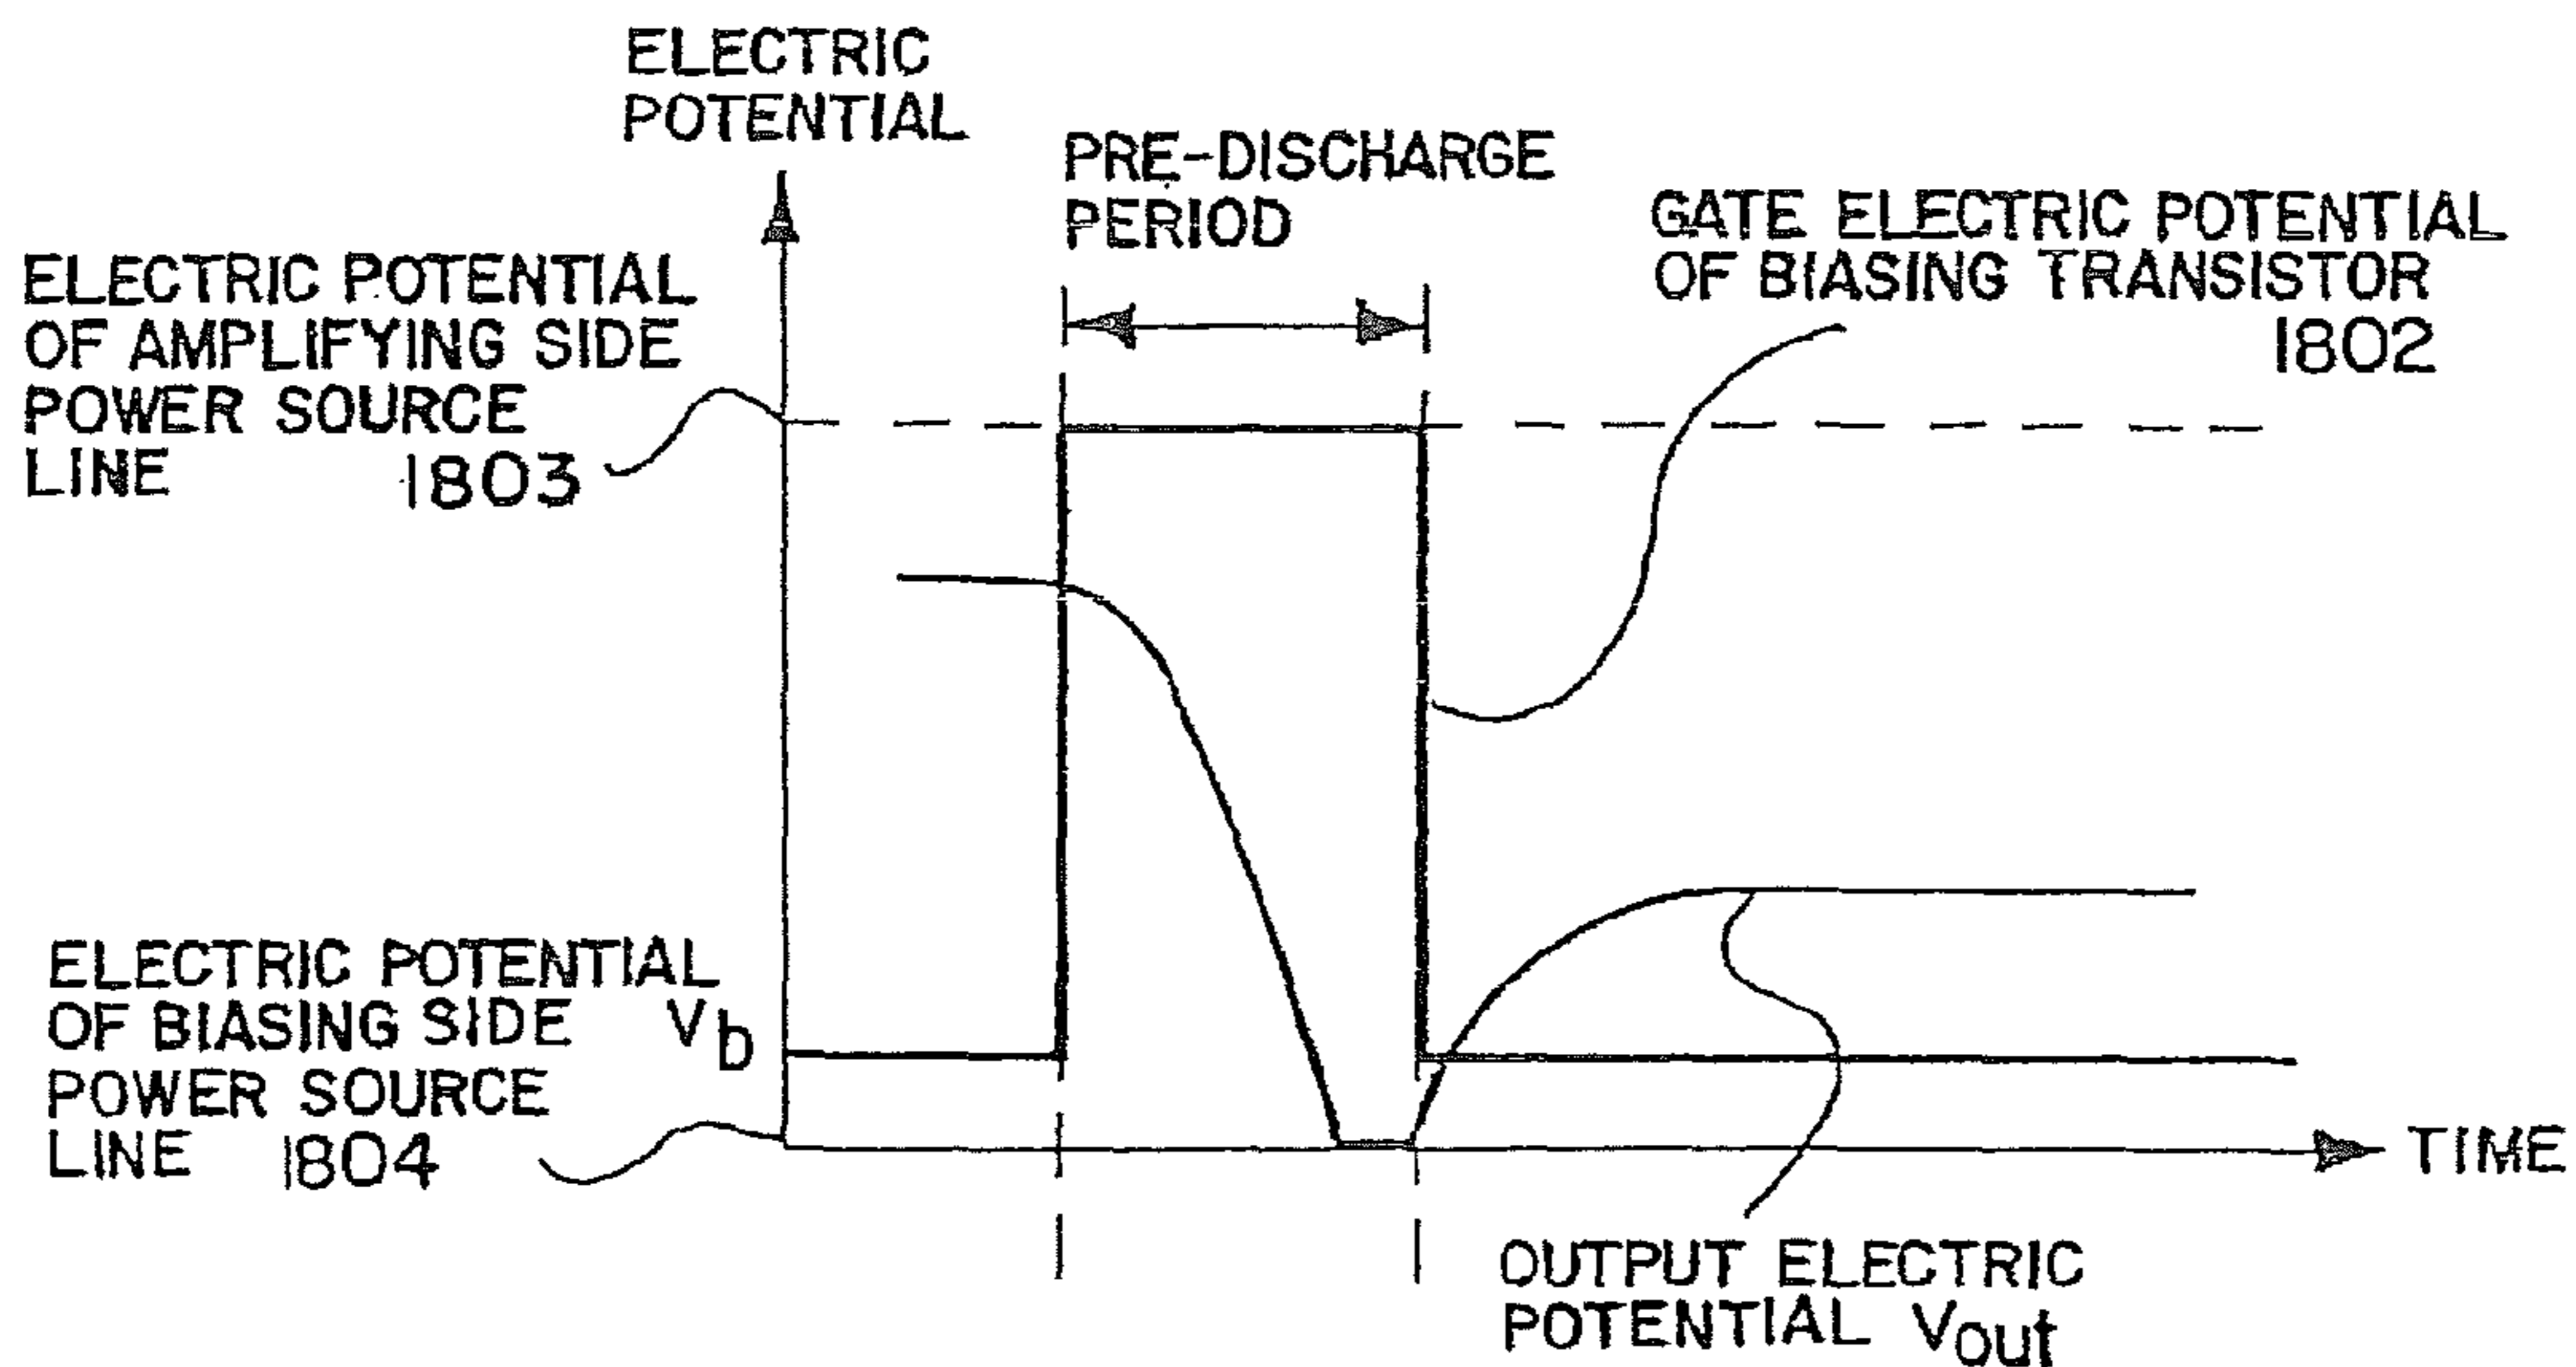 ELECTRIC
POTENTIAL
PRE-DISCHARGE
PERIOD
GATE ELECTRIC POTENTIAL
OF BIASING TRANSISTOR
1802
ELECTRIC POTENTIAL
OF AMPLIFYING SIDE
POWER SOURCE
LINE 1803
ELECTRIC POTENTIAL
OF BIASING SIDE Vb
POWER SOURCE
LINE 1804
TIME
OUTPUT ELECTRIC
POTENTIAL Vout